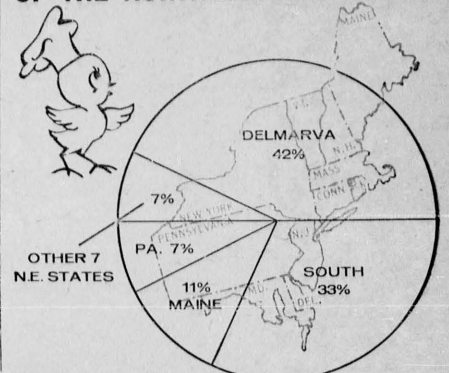 DELMARVA
42%
7%
OTHER 7
N.E. STATES
PA. 7%
11%
MAINE
SOUTH
33%
MAINE
N.H.
MASS
CONN
NEW YORK
PENNSYLVANIA
N.J.
MD.
DEL.